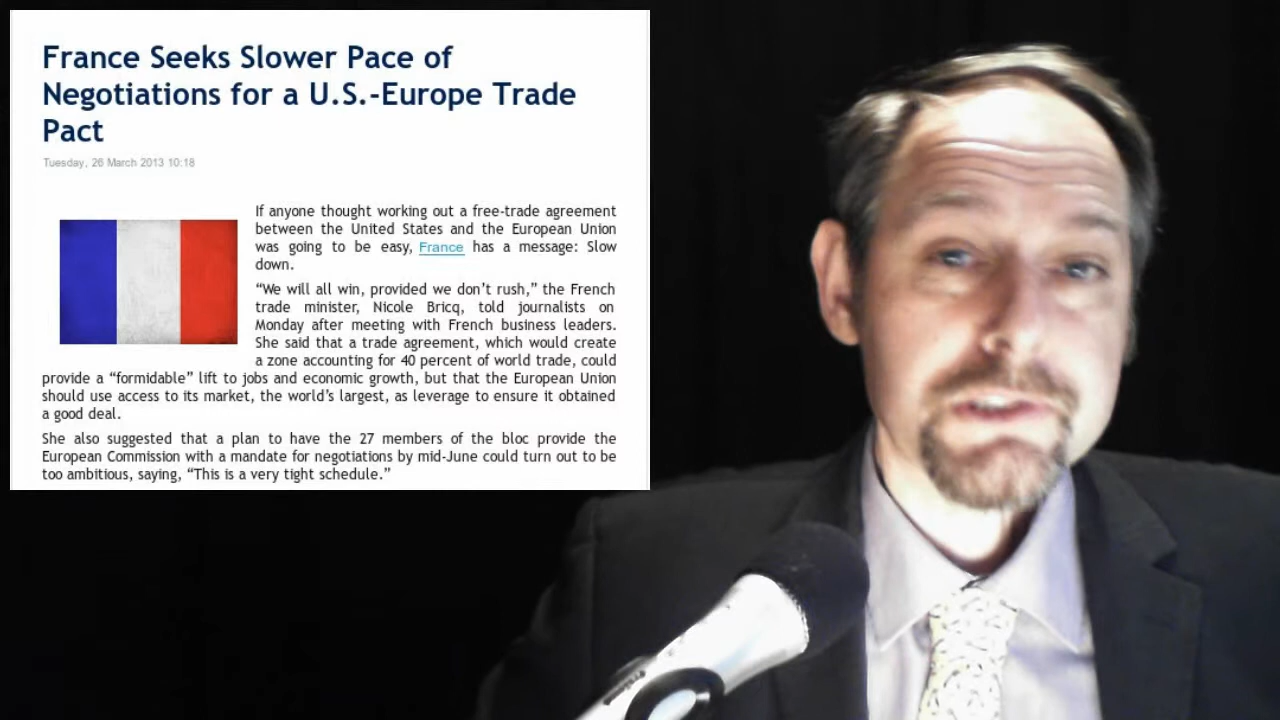 France Seeks Slower Pace of
Negotiations for a U.S.-Europe Trade
Pact
Tuesday, 26 March 2013 10:18
If anyone thought working out a free-trade agreement
between the United States and the European Union
was going to be easy, France has a message: Slow
down.
“We will all win, provided we don’t rush,” the French
trade minister, Nicole Bricq, told journalists on
Monday after meeting with French business leaders.
She said that a trade agreement, which would create
a zone accounting for 40 percent of world trade, could
provide a “formidable” lift to jobs and economic growth, but that the European Union
should use access to its market, the world’s largest, as leverage to ensure it obtained
a good deal.
She also suggested that a plan to have the 27 members of the bloc provide the
European Commission with a mandate for negotiations by mid-June could turn out to be
too ambitious, saying, “This is a very tight schedule.”